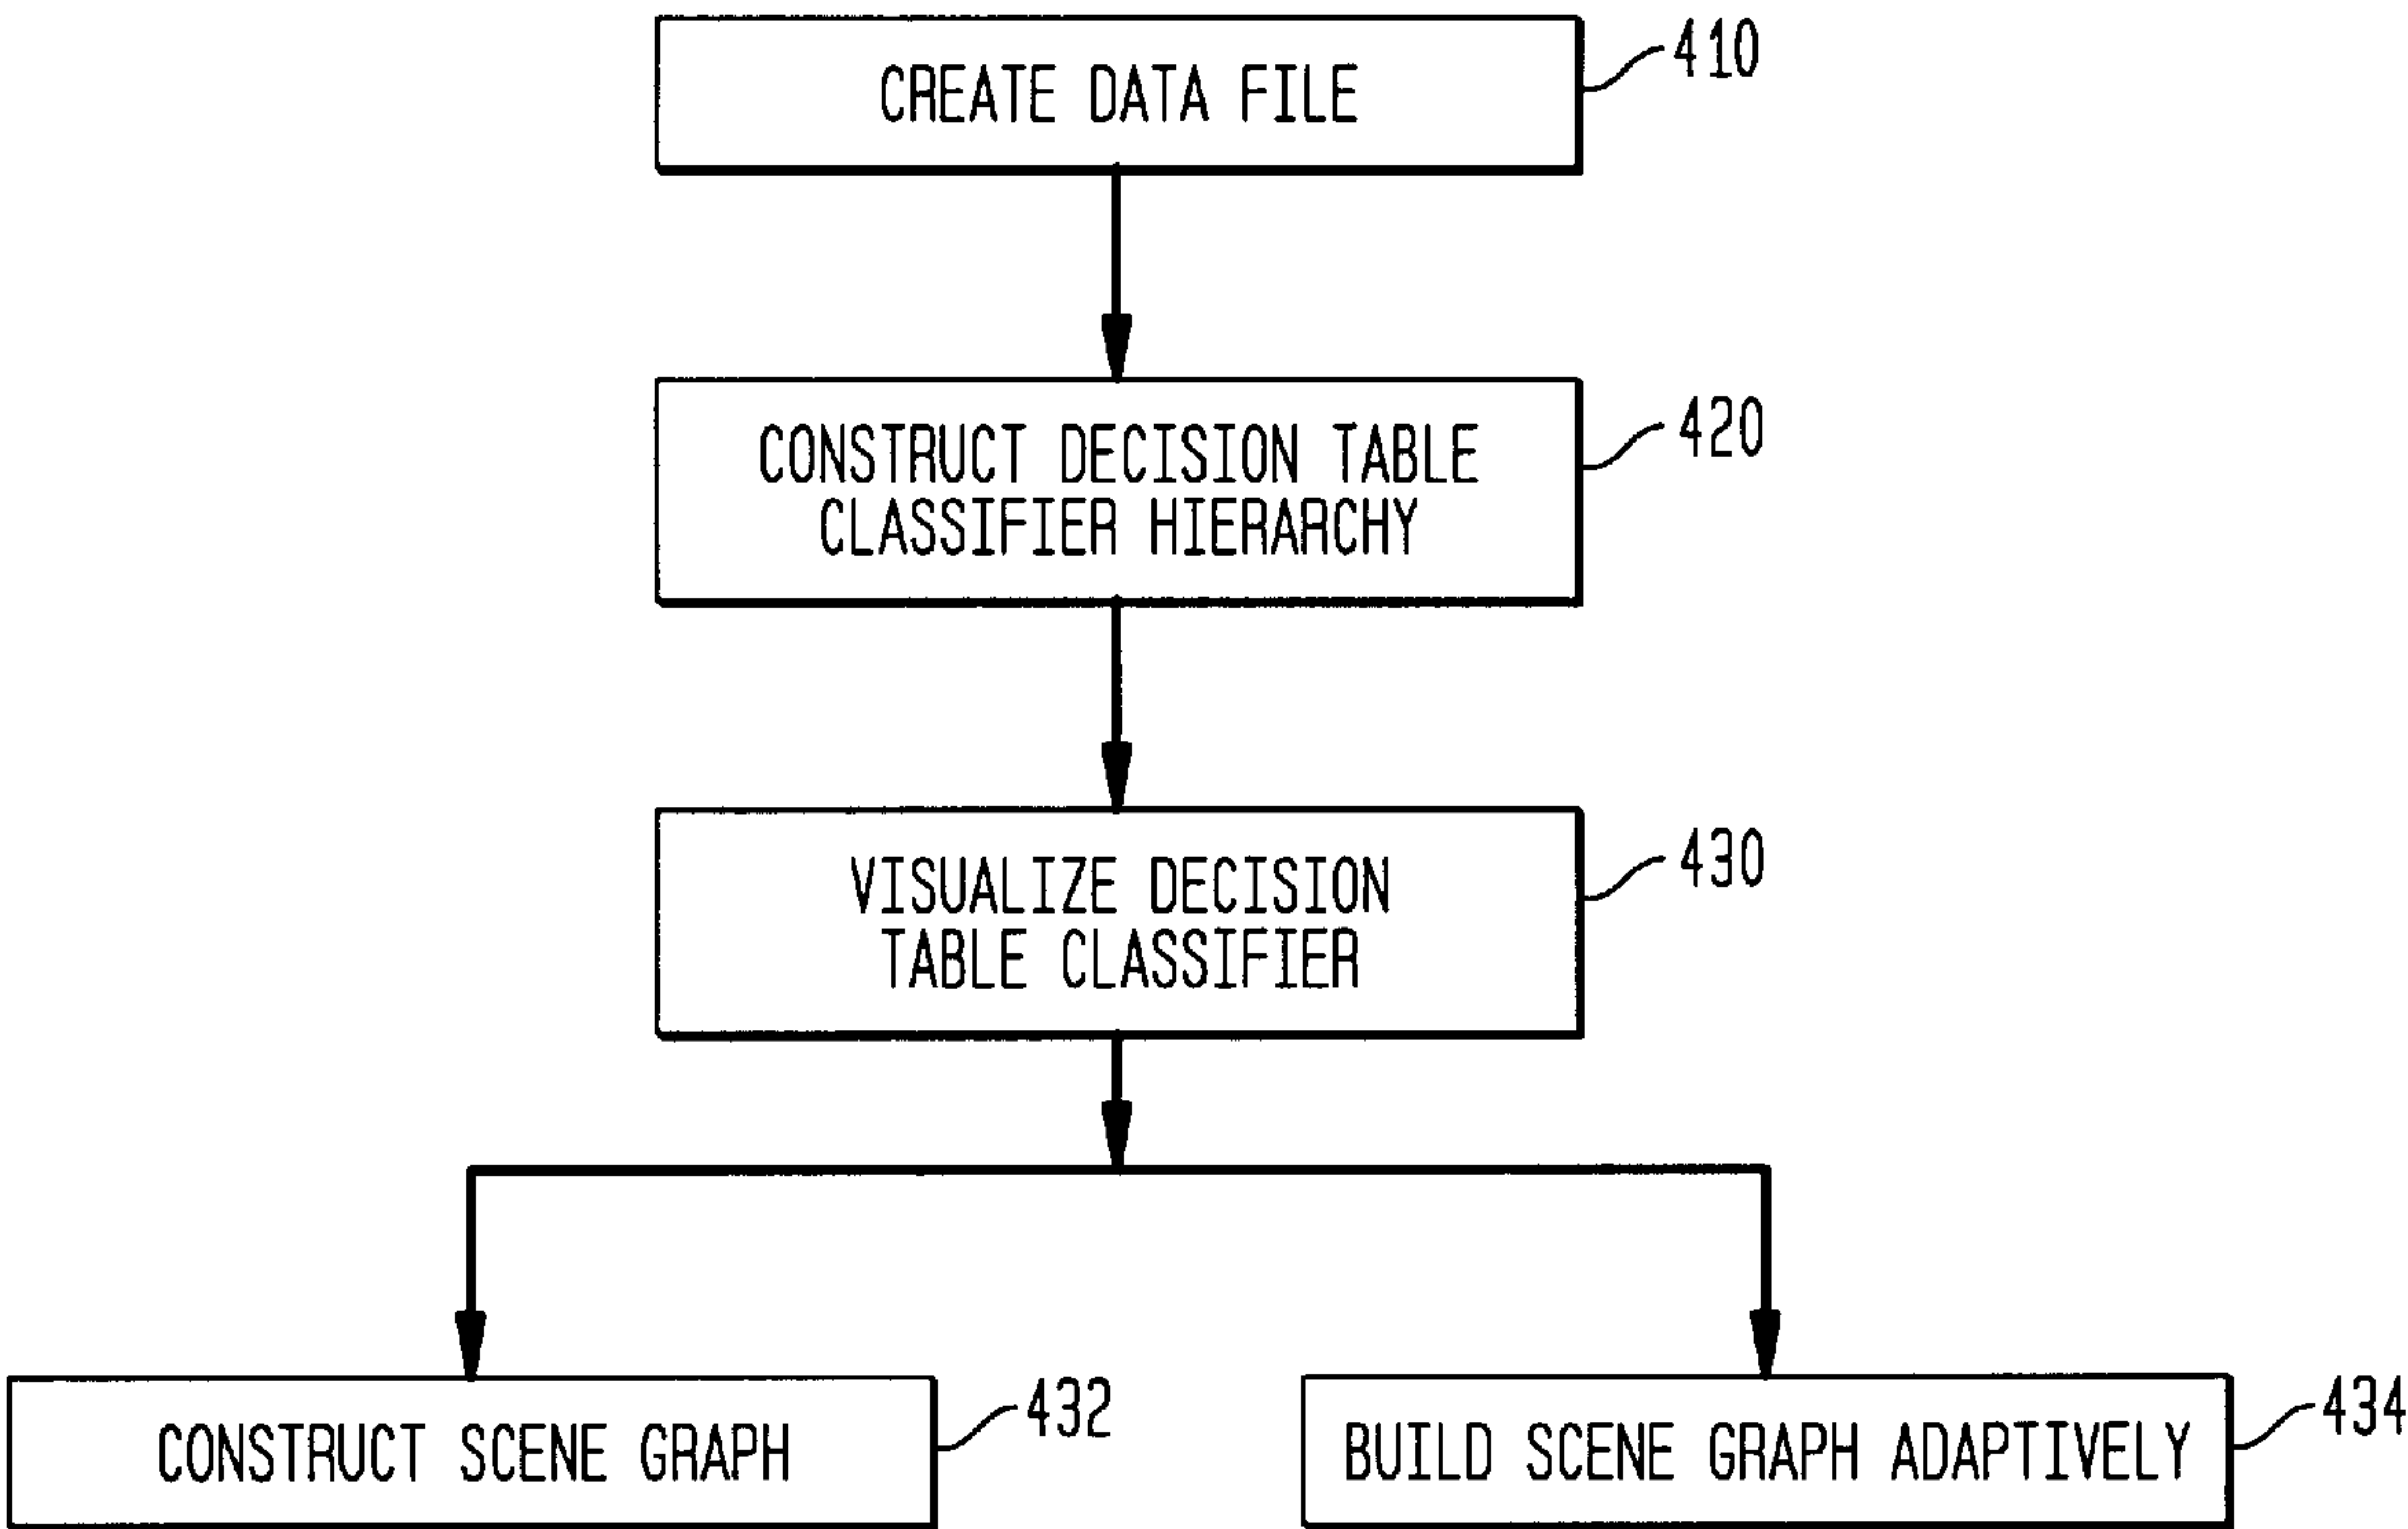 CREATE DATA FILE
410
CONSTRUCT DECISION TABLE
CLASSIFIER HIERARCHY
420
VISUALIZE DECISION
TABLE CLASSIFIER
430
CONSTRUCT SCENE GRAPH
432
BUILD SCENE GRAPH ADAPTIVELY
434